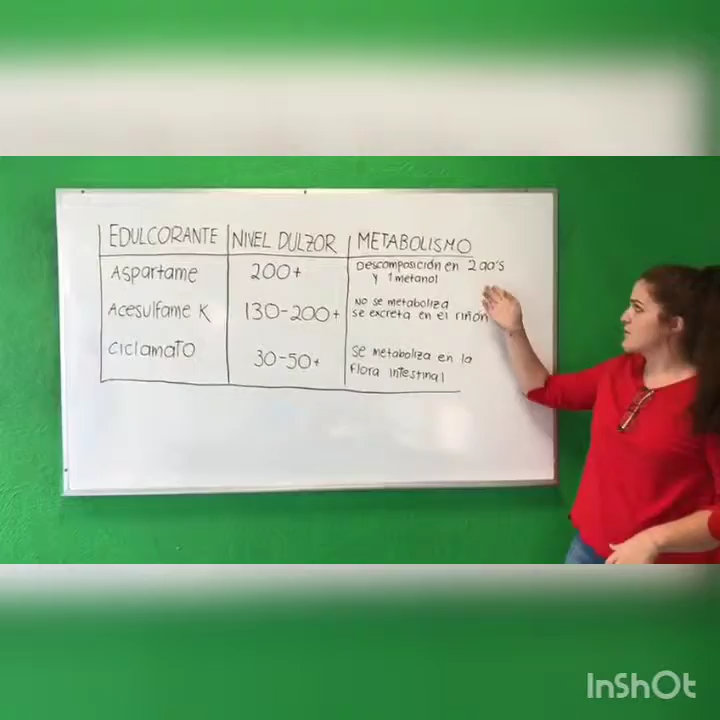 EDULCORANTE NIVEL DULZOR METABOLISMO
Aspartame 200+ Descomposición en 2 aa's
y 1 metanol
Acesulfame K 130-200+ No se metaboliza
se excreta en el riñón
Ciclamato 30-50+ se metaboliza en la
flora intestinal
InShOt